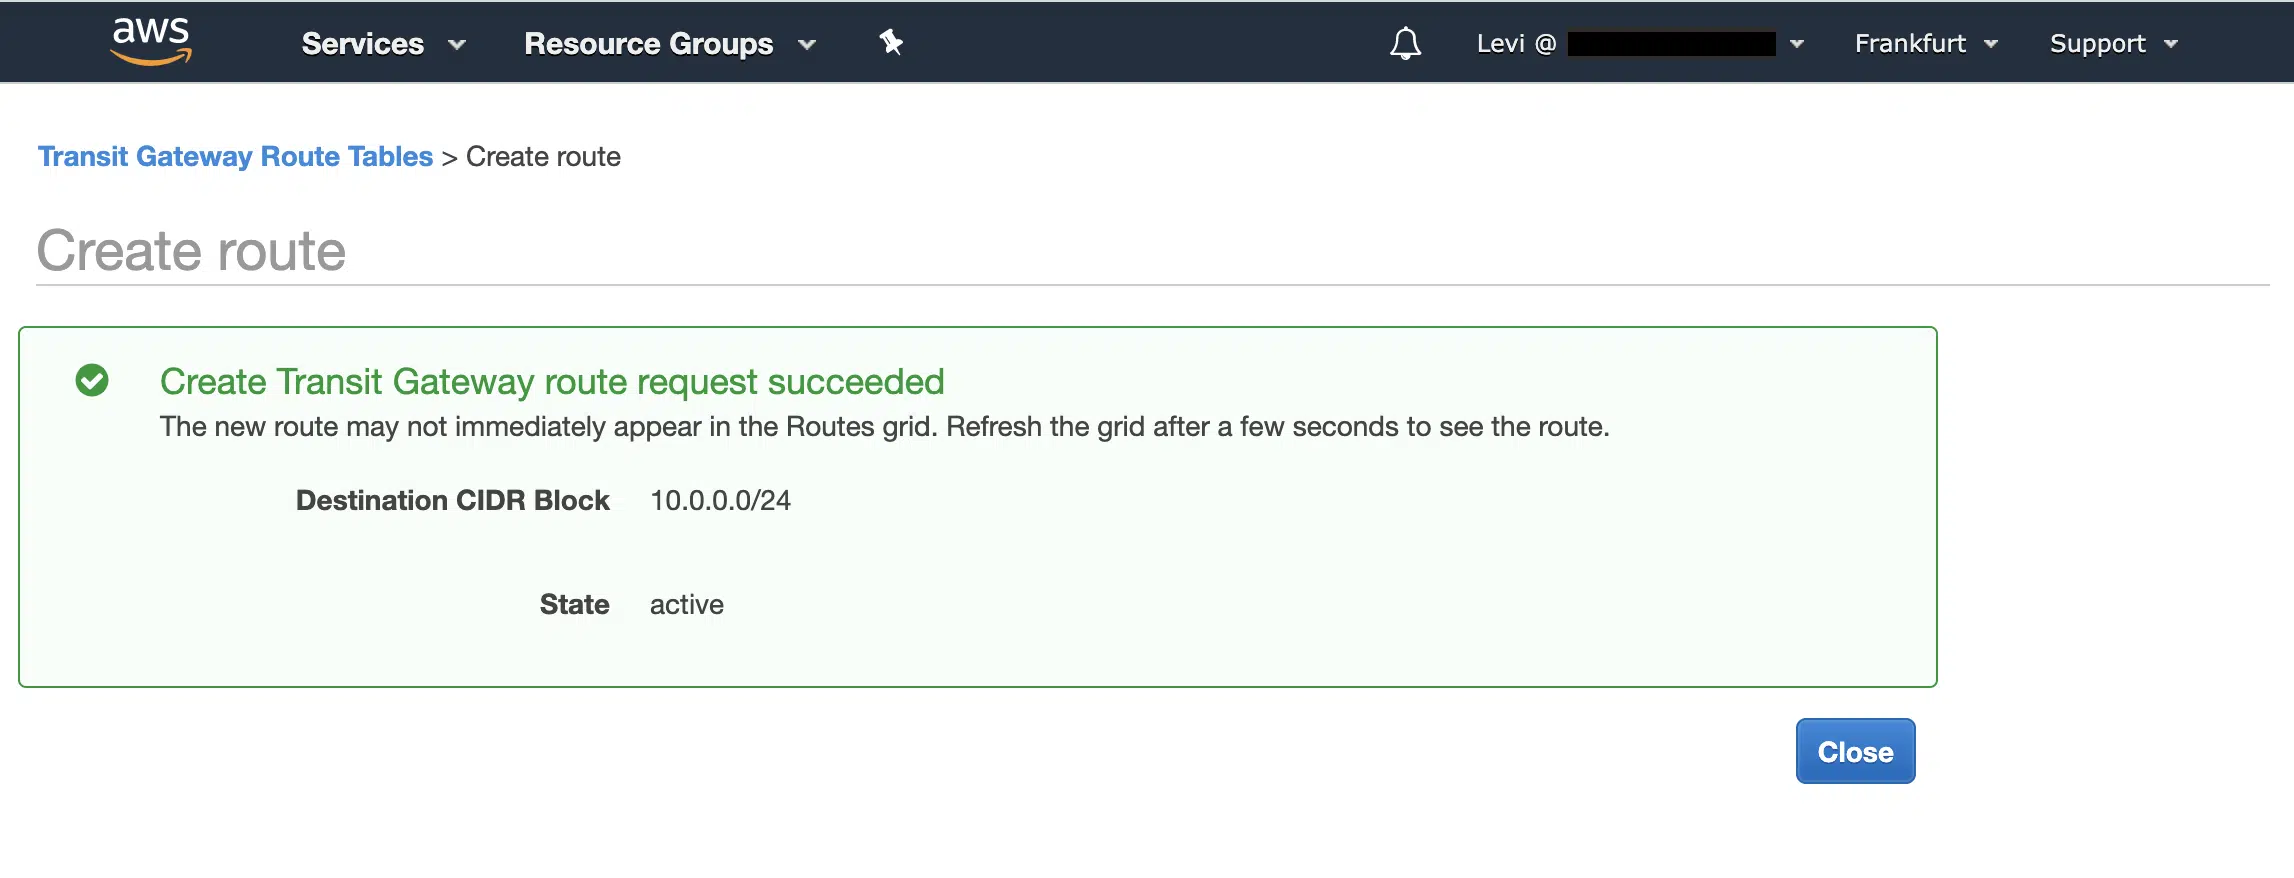 aws Services Resource Groups Levi @ Frankfurt Support
Transit Gateway Route Tables > Create route
Create route
Create Transit Gateway route request succeeded
The new route may not immediately appear in the Routes grid. Refresh the grid after a few seconds to see the route.
Destination CIDR Block 10.0.0.0/24
State active
Close